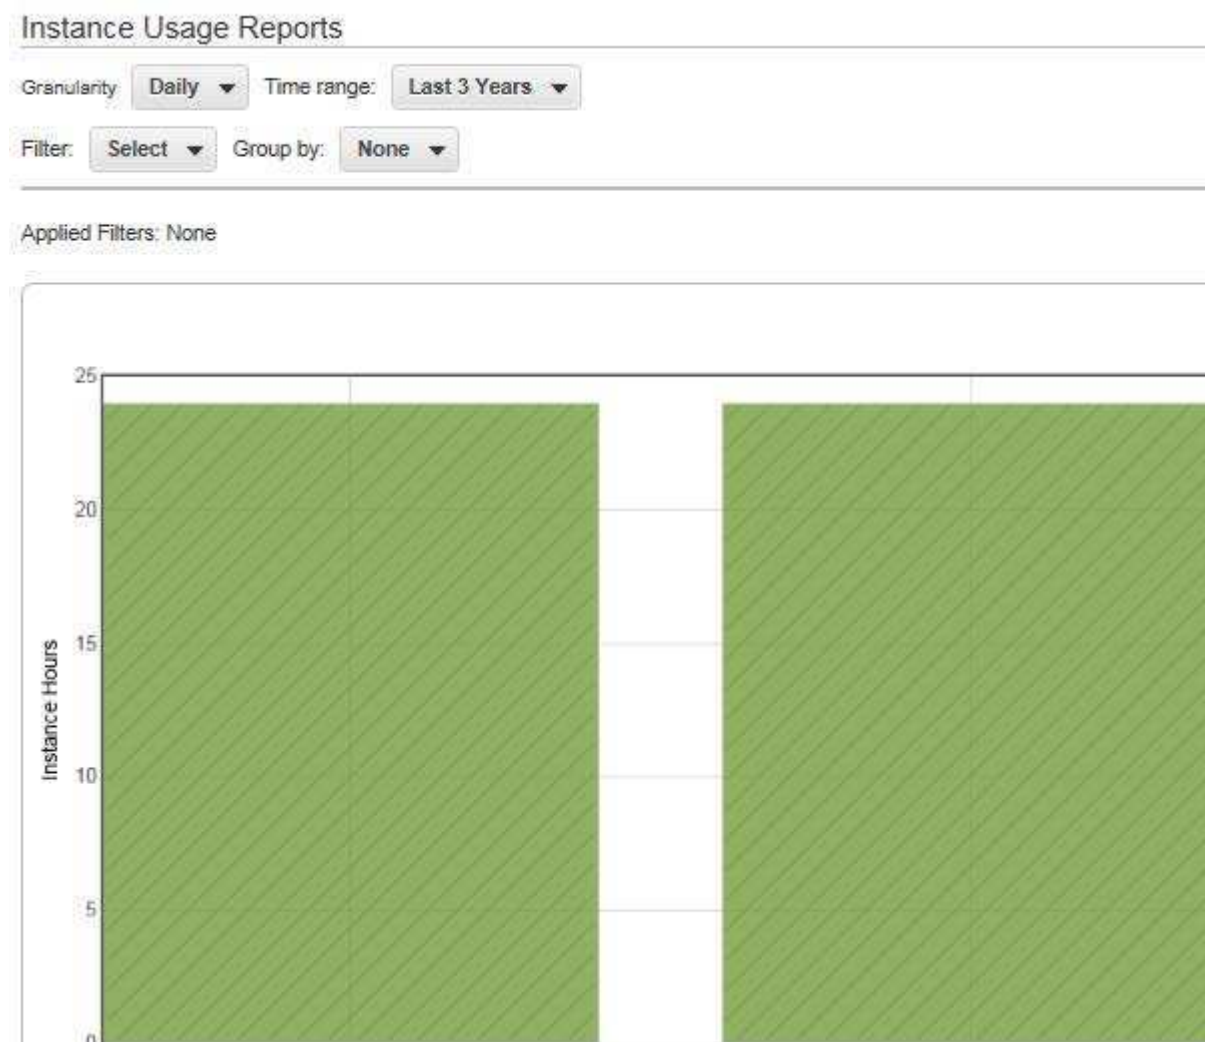 Instance Usage Reports
Granularity Daily Time range: Last 3 Years
Filter: Select Group by: None
Applied Filters: None
25
20
15
Instance Hours
10
5
0